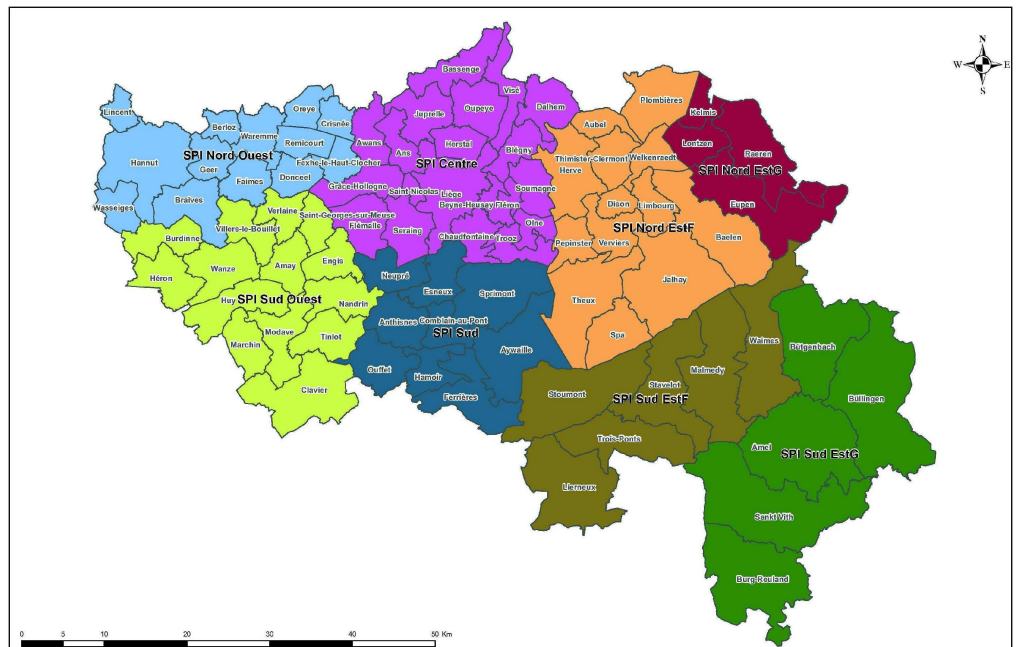 N
W E
S
Bassenge
Visé
Dalhem
Juprelle
Oupeye
Plombières
Kelmis
Lincent
Oreye
Crisnée
Berloz
Waremme
Remicourt
Awans
Ans
Herstal
Blégny
Aubel
Lontzen
Raeren
Hannut
SPI Nord Ouest
Geer
Fexhe-le-Haut-Clocher
SPI Centre
Thimister-Clermont
Welkenraedt
Herve
SPI Nord EstG
Faimes
Donceel
Grâce-Hollogne
Saint-Nicolas
Liège
Soumagne
Eupen
Wasseiges
Braives
Verlaine
Saint-Georges-sur-Meuse
Beyne-Heusay
Fléron
Dison
Limbourg
Villers-le-Bouillet
Flémalle
Seraing
Olne
SPI Nord EstF
Burdinne
Chaudfontaine
Trooz
Pepinster
Verviers
Baelen
Wanze
Amay
Engis
Héron
Neupré
Jalhay
Esneux
Sprimont
Huy
SPI Sud Ouest
Nandrin
Theux
Anthisnes
Comblain-au-Pont
SPI Sud
Modave
Tinlot
Spa
Waimes
Bütgenbach
Marchin
Aywaille
Ouffet
Hamoir
Malmedy
Clavier
Ferrières
Stoumont
Stavelot
SPI Sud EstF
Büllingen
Trois-Ponts
Amel
SPI Sud EstG
Lierneux
Sankt Vith
Burg-Reuland
0 5 10 20 30 40 50 Km